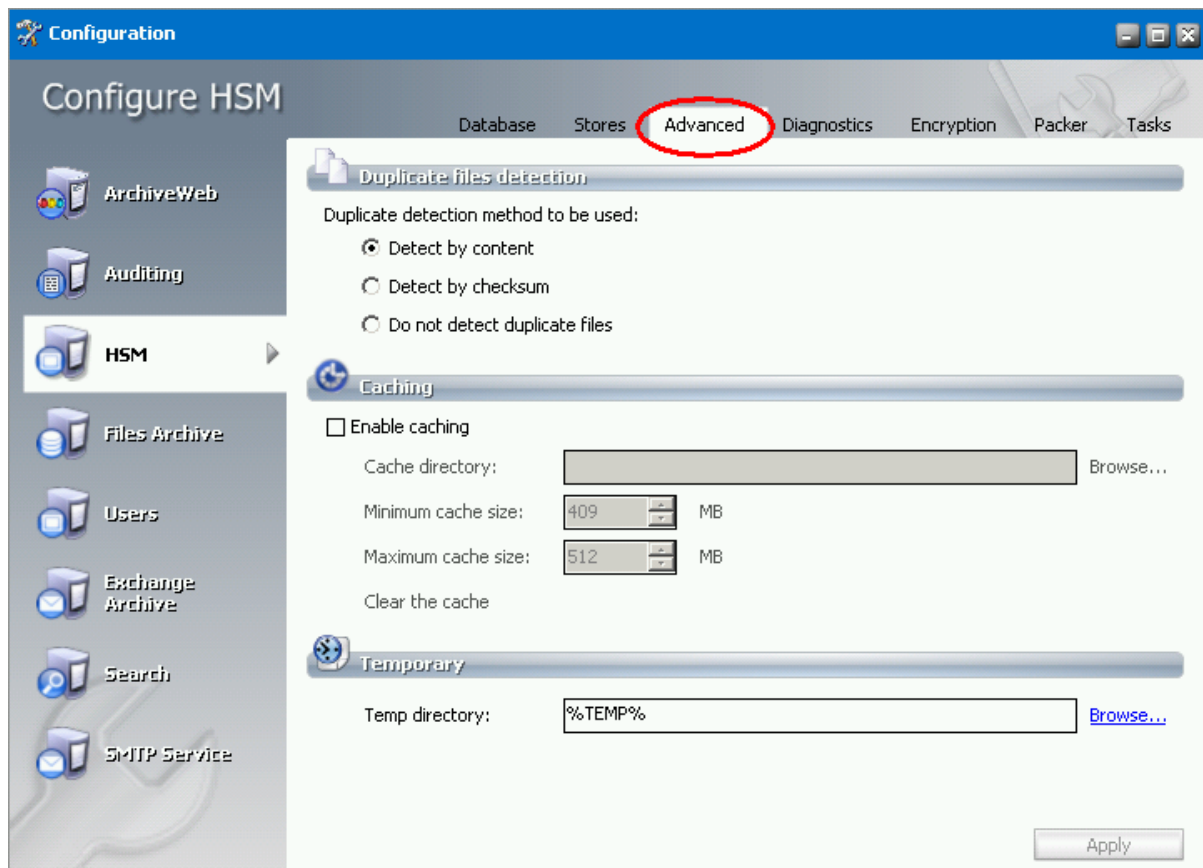 Configuration
Configure HSM
Database Stores Advanced Diagnostics Encryption Packer Tasks
ArchiveWeb
Auditing
HSM
Files Archive
Users
Exchange
Archive
Search
SMTP Service
Duplicate files detection
Duplicate detection method to be used:
Detect by content
Detect by checksum
Do not detect duplicate files
Caching
Enable caching
Cache directory: Browse...
Minimum cache size: 409 MB
Maximum cache size: 512 MB
Clear the cache
Temporary
Temp directory: %TEMP% Browse...
Apply